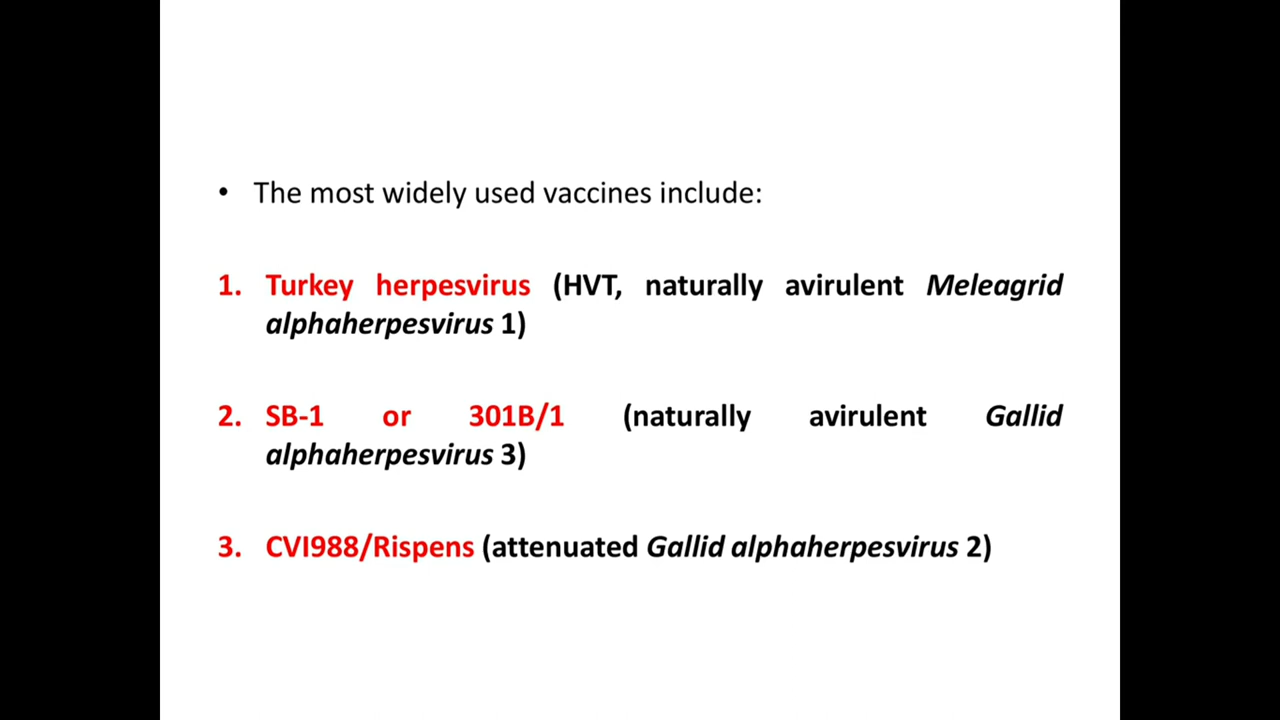 • The most widely used vaccines include:
1. Turkey herpesvirus (HVT, naturally avirulent Meleagrid
alphaherpesvirus 1)
2. SB-1 or 301B/1 (naturally avirulent Gallid
alphaherpesvirus 3)
3. CVI988/Rispens (attenuated Gallid alphaherpesvirus 2)